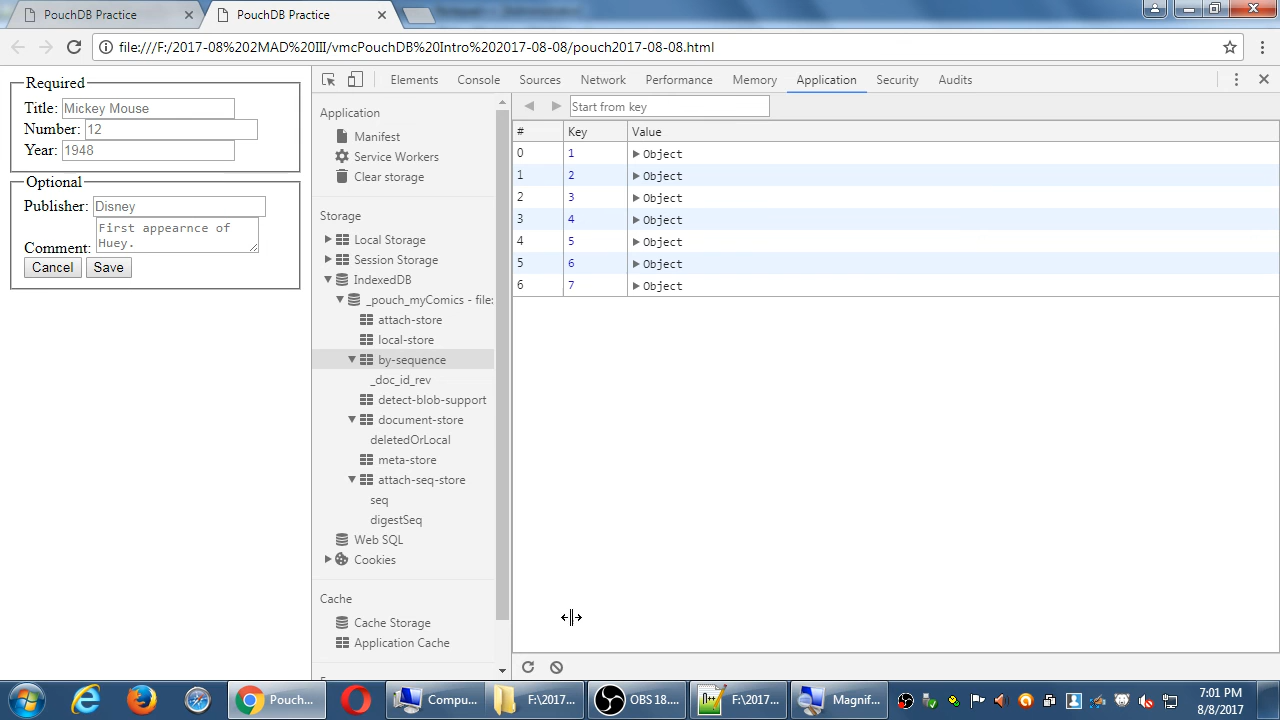 PouchDB Practice
PouchDB Practice
file:///F:/2017-08%202MAD%20III/vmcPouchDB%20Intro%202017-08-08/pouch2017-08-08.html
Elements Console Sources Network Performance Memory Application Security Audits
Required
Title: Mickey Mouse
Number: 12
Year: 1948
Optional
Publisher: Disney
Comment: First appearnce of
Huey.
Cancel Save
Application
Manifest
Service Workers
Clear storage
Storage
Local Storage
Session Storage
IndexedDB
_pouch_myComics - file:
attach-store
local-store
by-sequence
_doc_id_rev
detect-blob-support
document-store
deletedOrLocal
meta-store
attach-seq-store
seq
digestSeq
Web SQL
Cookies
Cache
Cache Storage
Application Cache
Start from key
# Key Value
0 1 Object
1 2 Object
2 3 Object
3 4 Object
4 5 Object
5 6 Object
6 7 Object
Pouch...
Compu...
F:\2017...
OBS 18....
F:\2017...
Magnif...
7:01 PM
8/8/2017